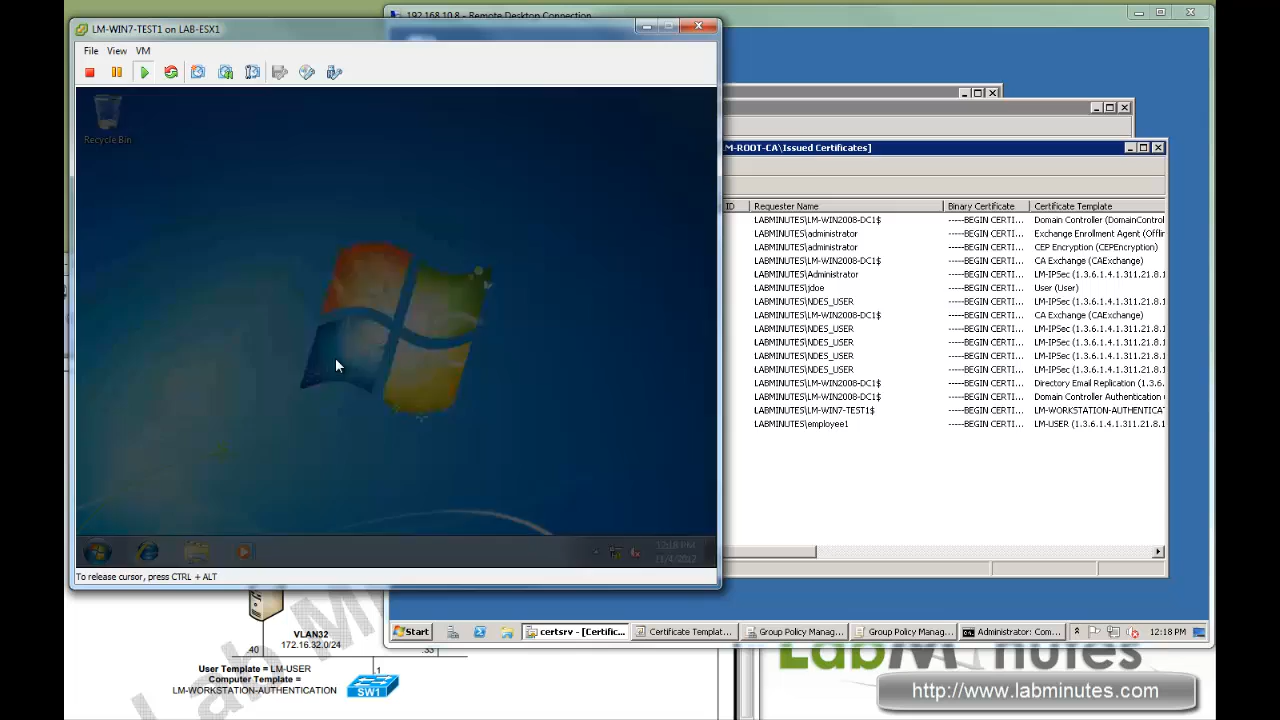 192.168.10.8 - Remote Desktop Connection
LM-WIN7-TEST1 on LAB-ESX1
File View VM
Recycle Bin
M-ROOT-CA\Issued Certificates]
ID Requester Name Binary Certificate Certificate Template
LABMINUTES\LM-WIN2008-DC1$ -----BEGIN CERTI... Domain Controller (DomainControl
LABMINUTES\administrator -----BEGIN CERTI... Exchange Enrollment Agent (Offlin
LABMINUTES\administrator -----BEGIN CERTI... CEP Encryption (CEPEncryption)
LABMINUTES\LM-WIN2008-DC1$ -----BEGIN CERTI... CA Exchange (CAExchange)
LABMINUTES\Administrator -----BEGIN CERTI... LM-IPSec (1.3.6.1.4.1.311.21.8.1
LABMINUTES\jdoe -----BEGIN CERTI... User (User)
LABMINUTES\NDES_USER -----BEGIN CERTI... LM-IPSec (1.3.6.1.4.1.311.21.8.1
LABMINUTES\LM-WIN2008-DC1$ -----BEGIN CERTI... CA Exchange (CAExchange)
LABMINUTES\NDES_USER -----BEGIN CERTI... LM-IPSec (1.3.6.1.4.1.311.21.8.1
LABMINUTES\NDES_USER -----BEGIN CERTI... LM-IPSec (1.3.6.1.4.1.311.21.8.1
LABMINUTES\NDES_USER -----BEGIN CERTI... LM-IPSec (1.3.6.1.4.1.311.21.8.1
LABMINUTES\NDES_USER -----BEGIN CERTI... LM-IPSec (1.3.6.1.4.1.311.21.8.1
LABMINUTES\LM-WIN2008-DC1$ -----BEGIN CERTI... Directory Email Replication (1.3.6
LABMINUTES\LM-WIN2008-DC1$ -----BEGIN CERTI... Domain Controller Authentication (
LABMINUTES\LM-WIN7-TEST1$ -----BEGIN CERTI... LM-WORKSTATION-AUTHENTICA
LABMINUTES\employee1 -----BEGIN CERTI... LM-USER (1.3.6.1.4.1.311.21.8.1
12:18 PM
11/4/2012
To release cursor, press CTRL + ALT
Start certsrv - [Certific... Certificate Templat... Group Policy Manag... Group Policy Manag... Administrator: Com... 12:18 PM
VLAN32
172.16.32.0/24
.40 .33
User Template = LM-USER
Computer Template =
LM-WORKSTATION-AUTHENTICATION
.1
SW1
Lab M
LabMinutes
http://www.labminutes.com